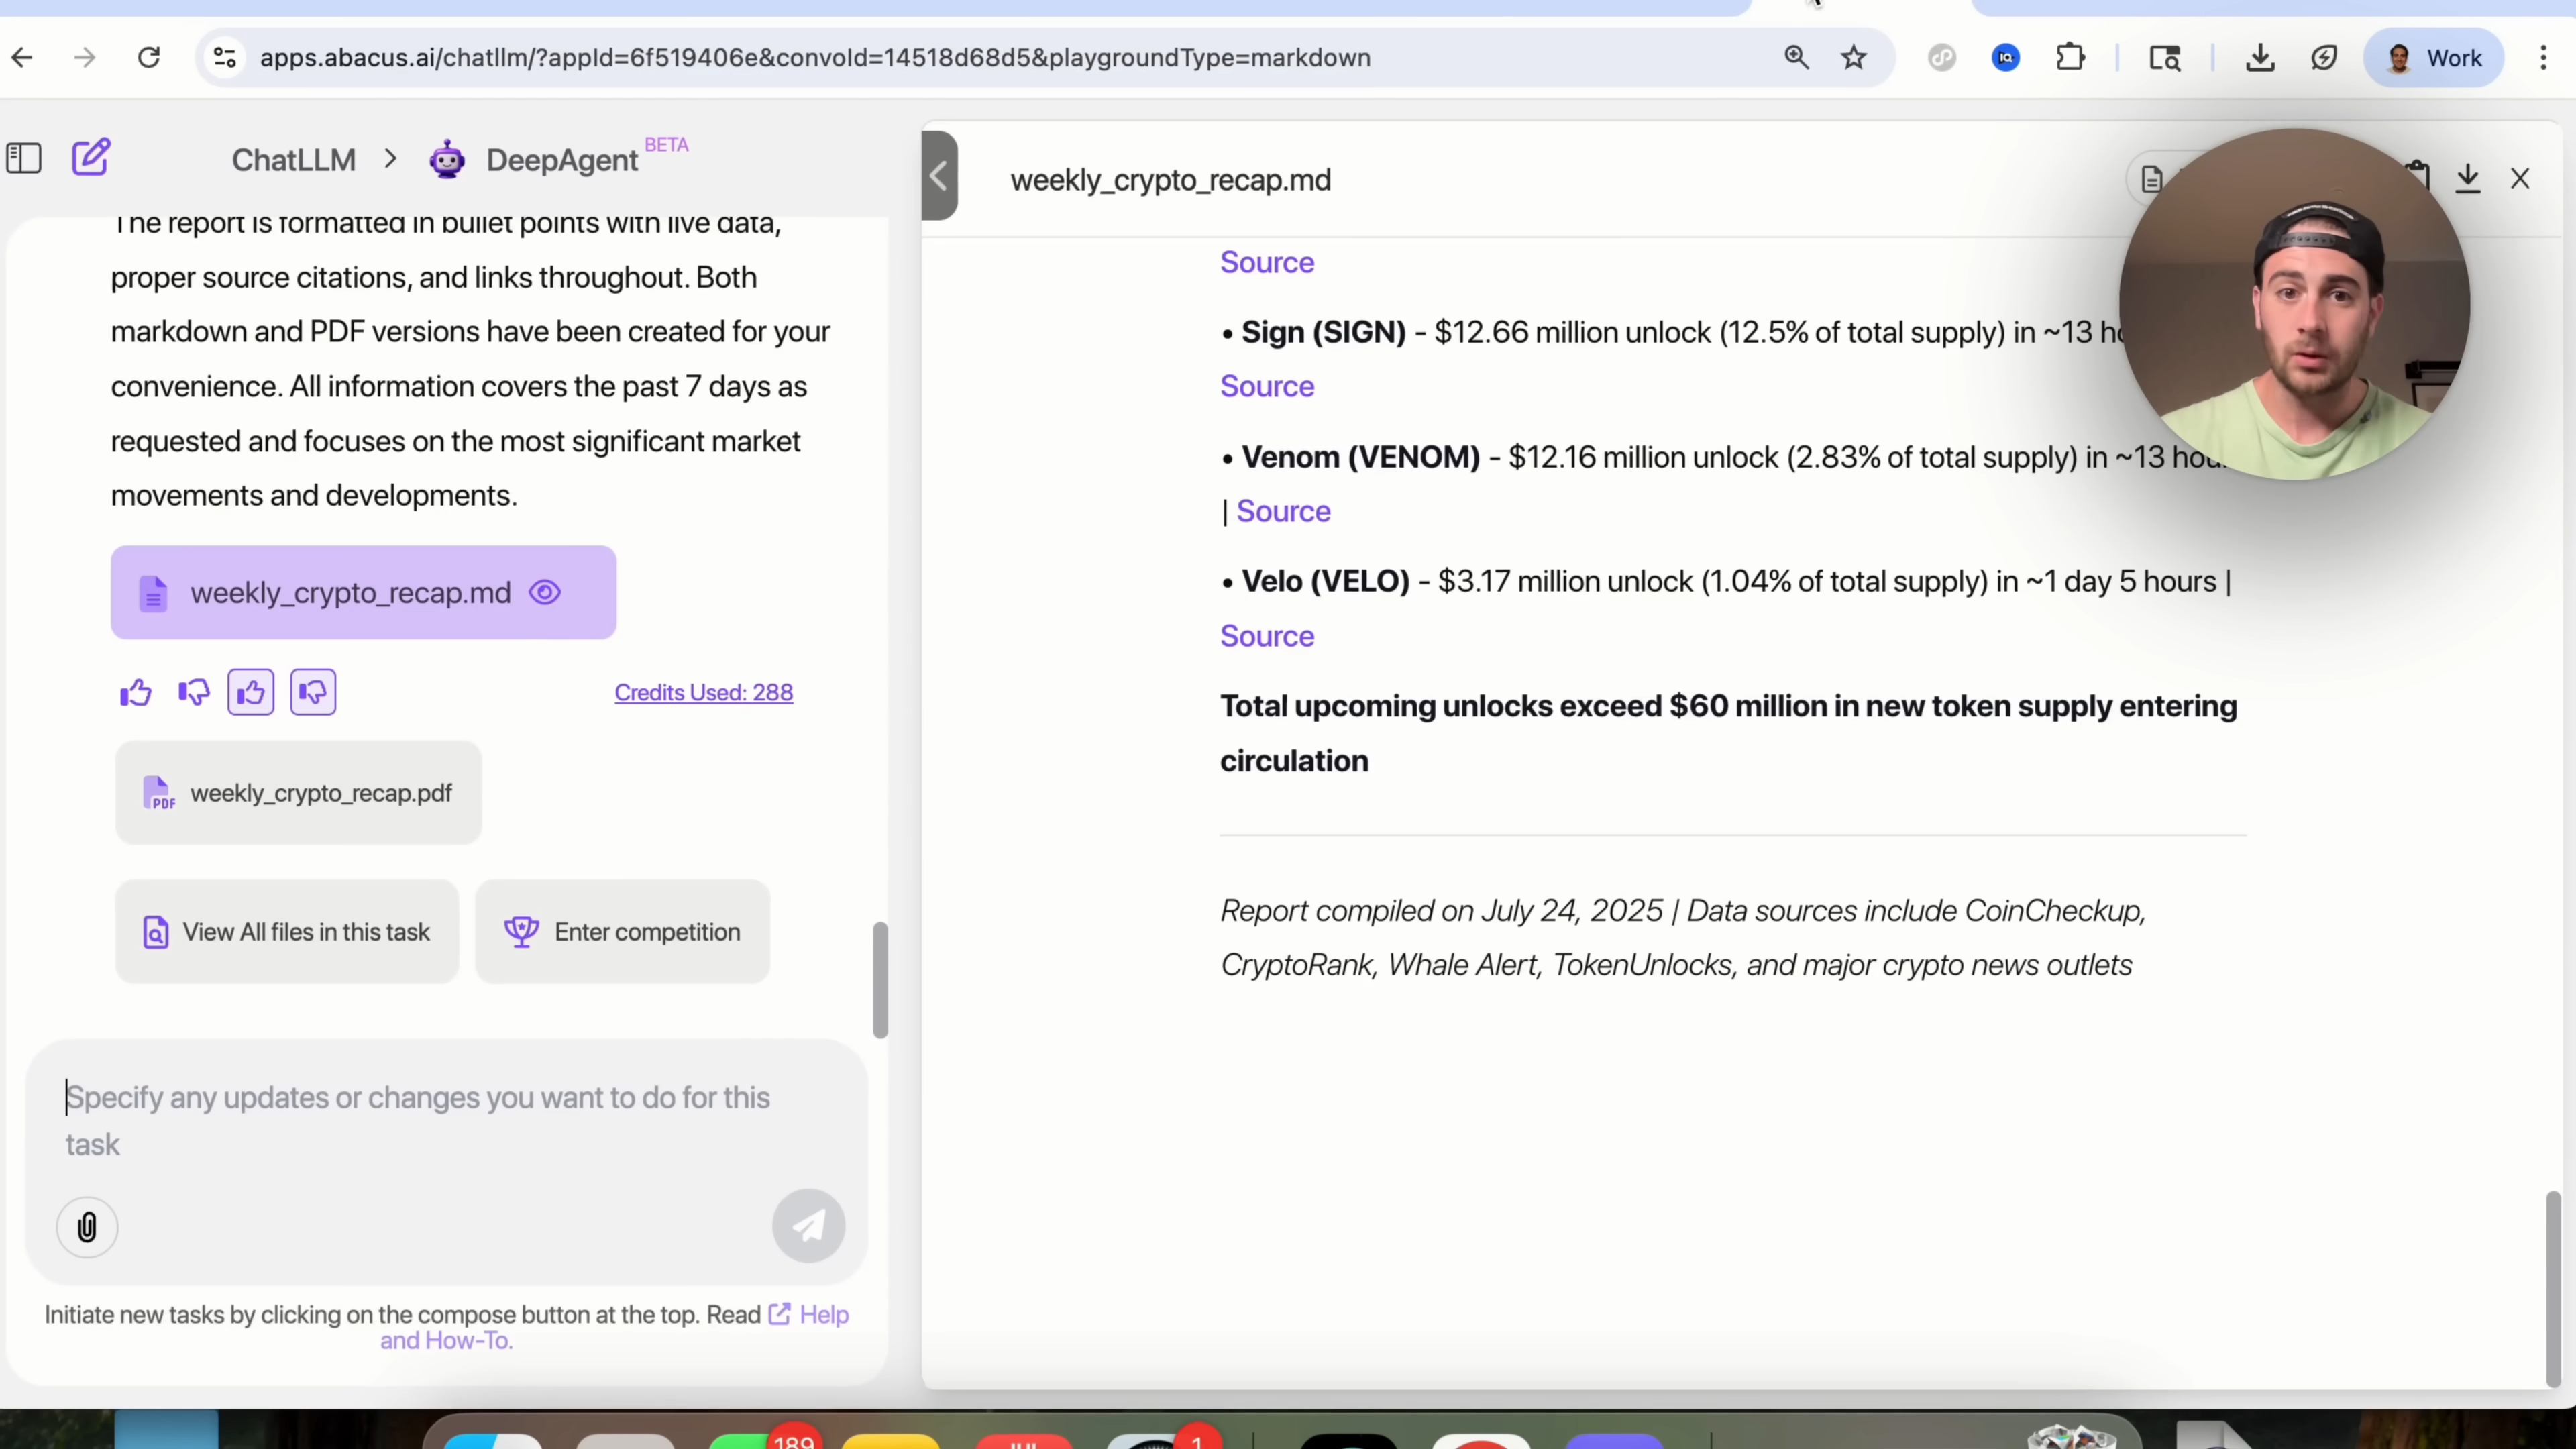 apps.abacus.ai/chatllm/?appId=6f519406e&convoId=14518d68d5&playgroundType=markdown
Work
ChatLLM > DeepAgent BETA
The report is formatted in bullet points with live data,
proper source citations, and links throughout. Both
markdown and PDF versions have been created for your
convenience. All information covers the past 7 days as
requested and focuses on the most significant market
movements and developments.
weekly_crypto_recap.md
Credits Used: 288
PDF weekly_crypto_recap.pdf
View All files in this task
Enter competition
Specify any updates or changes you want to do for this
task
Initiate new tasks by clicking on the compose button at the top. Read Help
and How-To.
weekly_crypto_recap.md
Source
• Sign (SIGN) - $12.66 million unlock (12.5% of total supply) in ~13
Source
• Venom (VENOM) - $12.16 million unlock (2.83% of total supply) in ~13
| Source
• Velo (VELO) - $3.17 million unlock (1.04% of total supply) in ~1 day 5 hours |
Source
Total upcoming unlocks exceed $60 million in new token supply entering
circulation
Report compiled on July 24, 2025 | Data sources include CoinCheckup,
CryptoRank, Whale Alert, TokenUnlocks, and major crypto news outlets
189
1